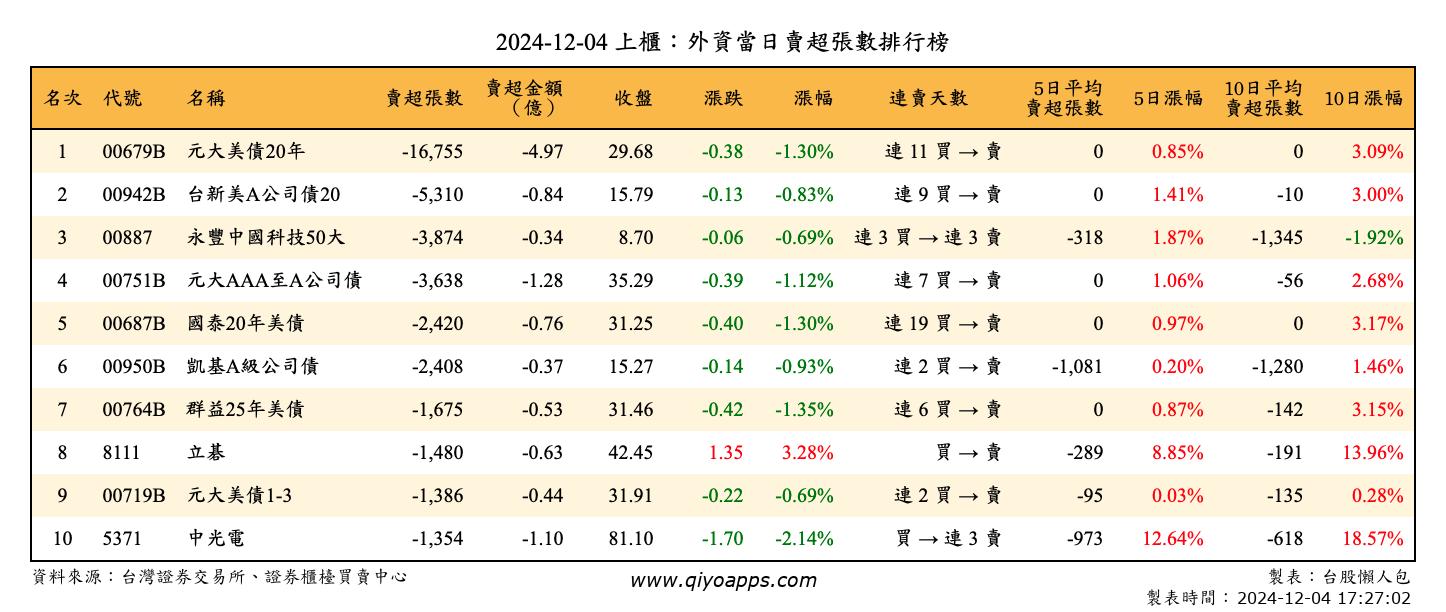 2024-12-04 上櫃：外資當日賣超張數排行榜
名次 代號 名稱 賣超張數 賣超金額（億） 收盤 漲跌 漲幅 連賣天數 5日平均賣超張數 5日漲幅 10日平均賣超張數 10日漲幅
1 00679B 元大美債20年 -16,755 -4.97 29.68 -0.38 -1.30% 連 11 買 → 賣 0 0.85% 0 3.09%
2 00942B 台新美A公司債20 -5,310 -0.84 15.79 -0.13 -0.83% 連 9 買 → 賣 0 1.41% -10 3.00%
3 00887 永豐中國科技50大 -3,874 -0.34 8.70 -0.06 -0.69% 連 3 買 → 連 3 賣 -318 1.87% -1,345 -1.92%
4 00751B 元大AAA至A公司債 -3,638 -1.28 35.29 -0.39 -1.12% 連 7 買 → 賣 0 1.06% -56 2.68%
5 00687B 國泰20年美債 -2,420 -0.76 31.25 -0.40 -1.30% 連 19 買 → 賣 0 0.97% 0 3.17%
6 00950B 凱基A級公司債 -2,408 -0.37 15.27 -0.14 -0.93% 連 2 買 → 賣 -1,081 0.20% -1,280 1.46%
7 00764B 群益25年美債 -1,675 -0.53 31.46 -0.42 -1.35% 連 6 買 → 賣 0 0.87% -142 3.15%
8 8111 立碁 -1,480 -0.63 42.45 1.35 3.28% 買 → 賣 -289 8.85% -191 13.96%
9 00719B 元大美債1-3 -1,386 -0.44 31.91 -0.22 -0.69% 連 2 買 → 賣 -95 0.03% -135 0.28%
10 5371 中光電 -1,354 -1.10 81.10 -1.70 -2.14% 買 → 連 3 賣 -973 12.64% -618 18.57%
資料來源：台灣證券交易所、證券櫃檯買賣中心 www.qiyoapps.com 製表：台股懶人包
製表時間：2024-12-04 17:27:02